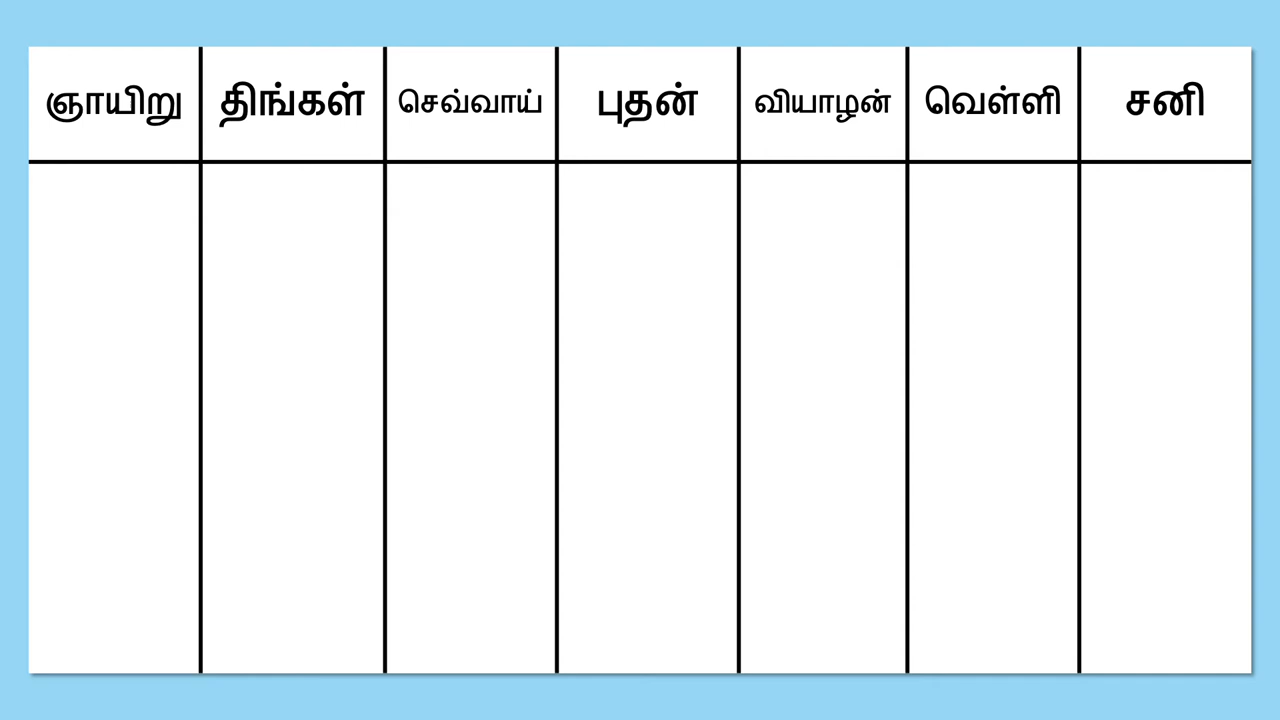 ஞாயிறு திங்கள் செவ்வாய் புதன் வியாழன் வெள்ளி சனி